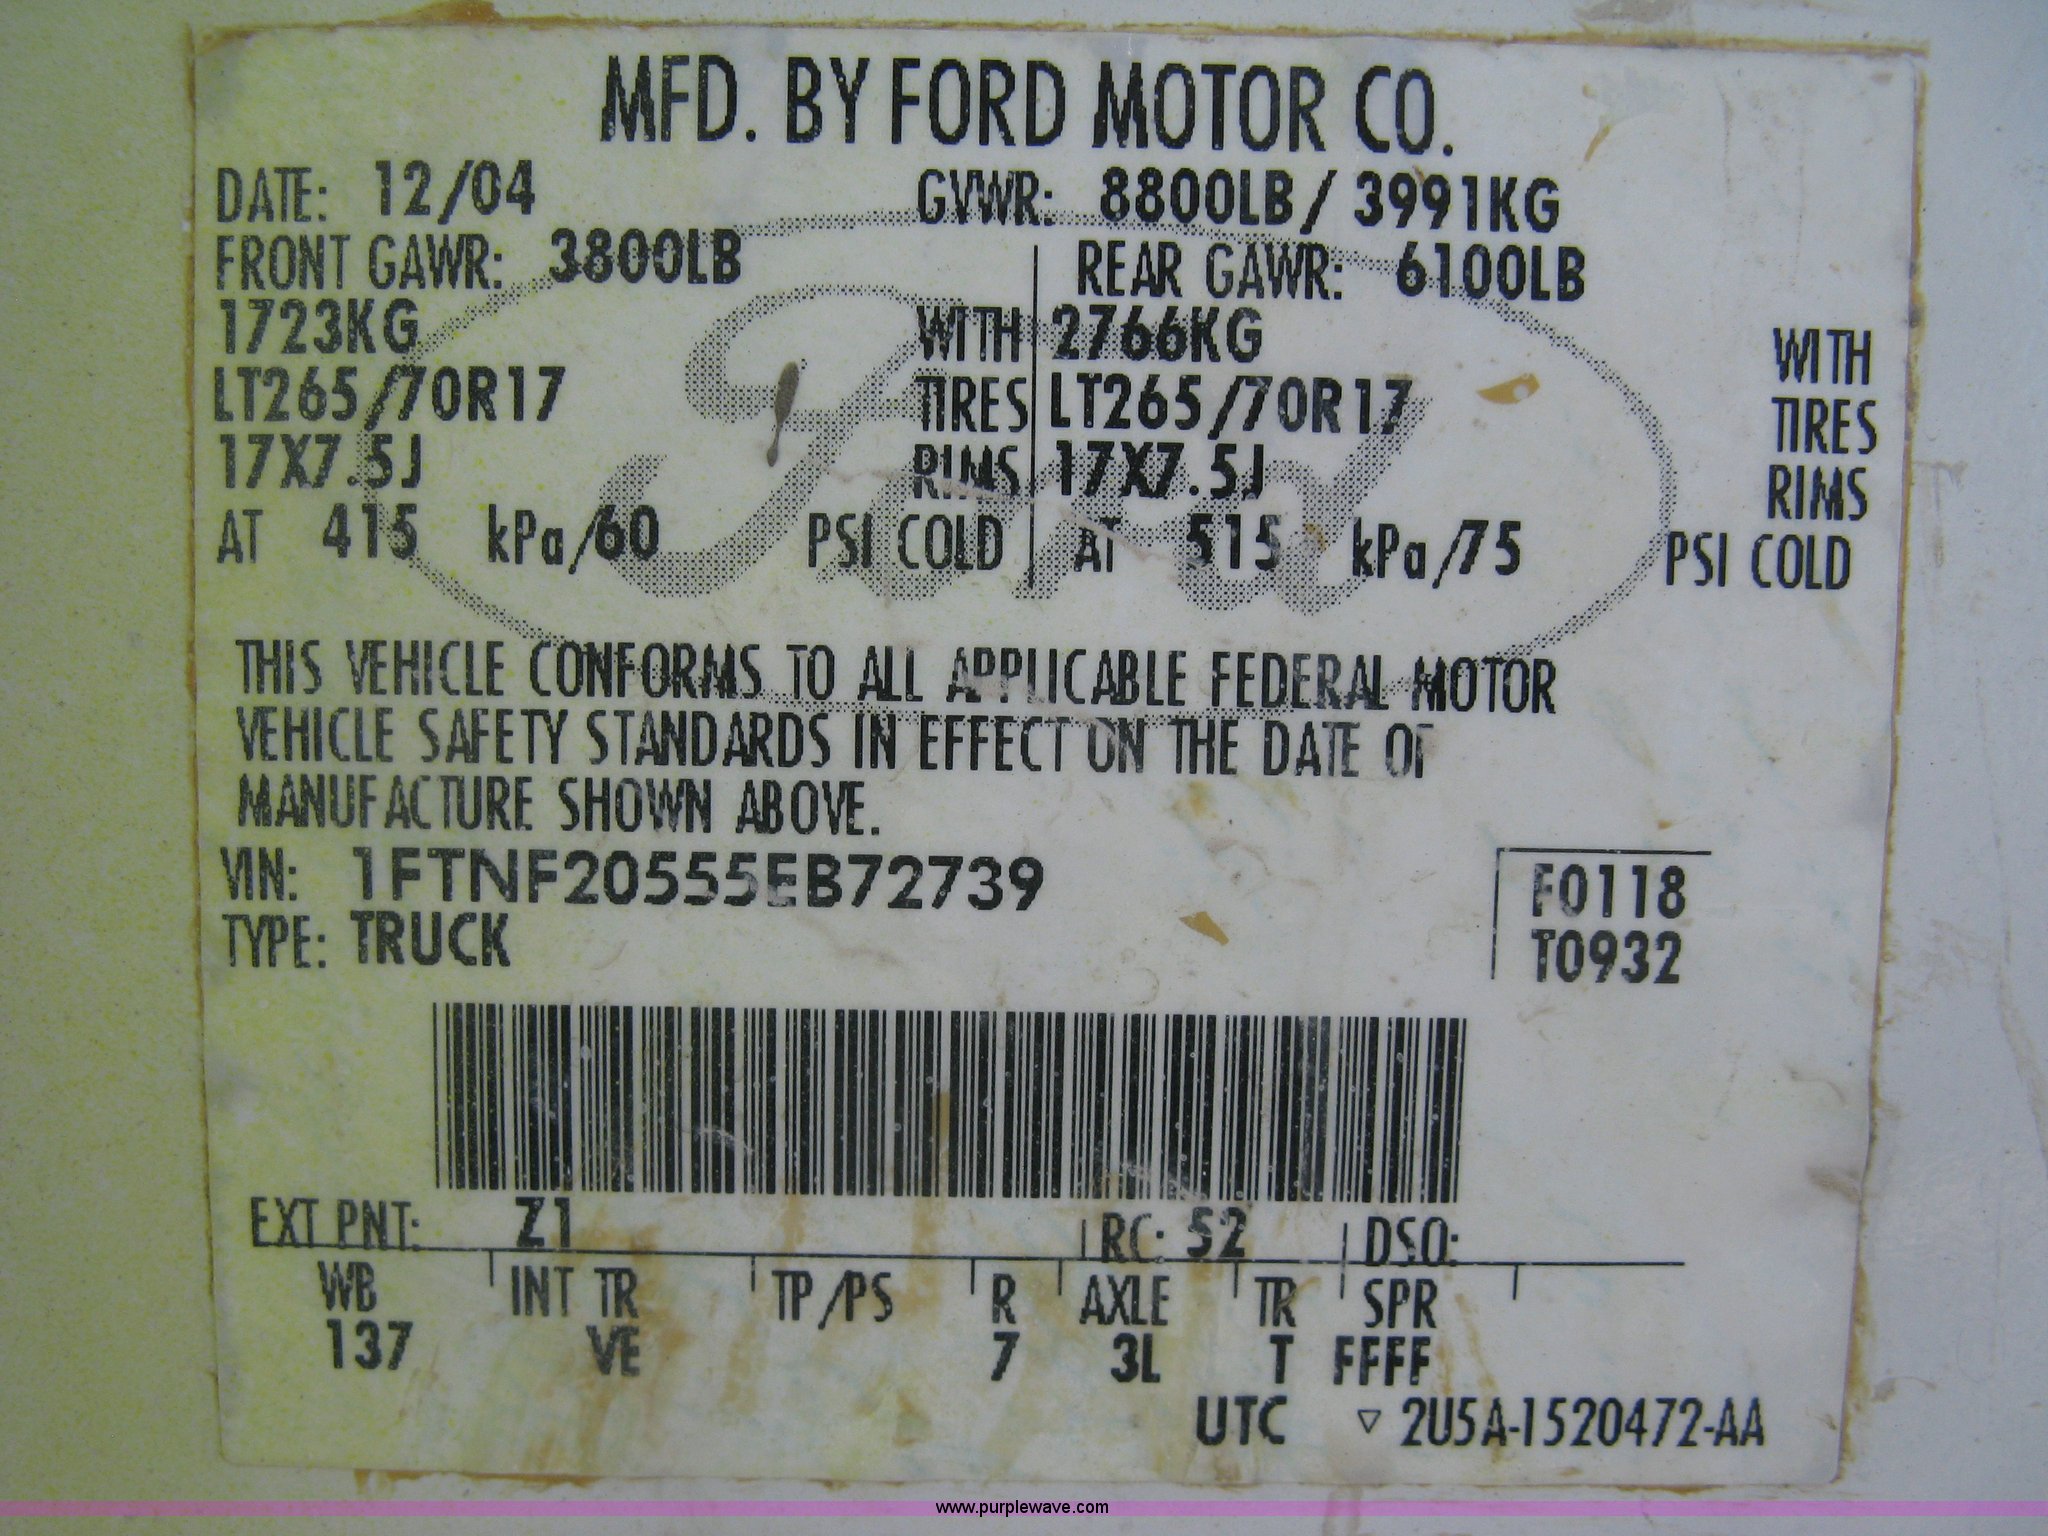 MFD. BY FORD MOTOR CO.
DATE: 12/04 GVWR: 8800LB/ 3991KG
FRONT GAWR: 3800LB REAR GAWR: 6100LB
1723KG WITH 2766KG WITH
LT265/70R17 TIRES LT265/70R17 TIRES
17X7.5J RIMS 17X7.5J RIMS
AT 415 kPa/60 PSI COLD AT 515 kPa/75 PSI COLD
Ford
THIS VEHICLE CONFORMS TO ALL APPLICABLE FEDERAL MOTOR
VEHICLE SAFETY STANDARDS IN EFFECT ON THE DATE OF
MANUFACTURE SHOWN ABOVE.
VIN: 1FTNF20555EB72739 F0118
TYPE: TRUCK T0932
EXT PNT: Z1 RC: 52 DSO:
WB INT TR TP/PS R AXLE TR SPR
137 VE 7 3L T FFFF
UTC ▽ 2U5A-1520472-AA
www.purplewave.com